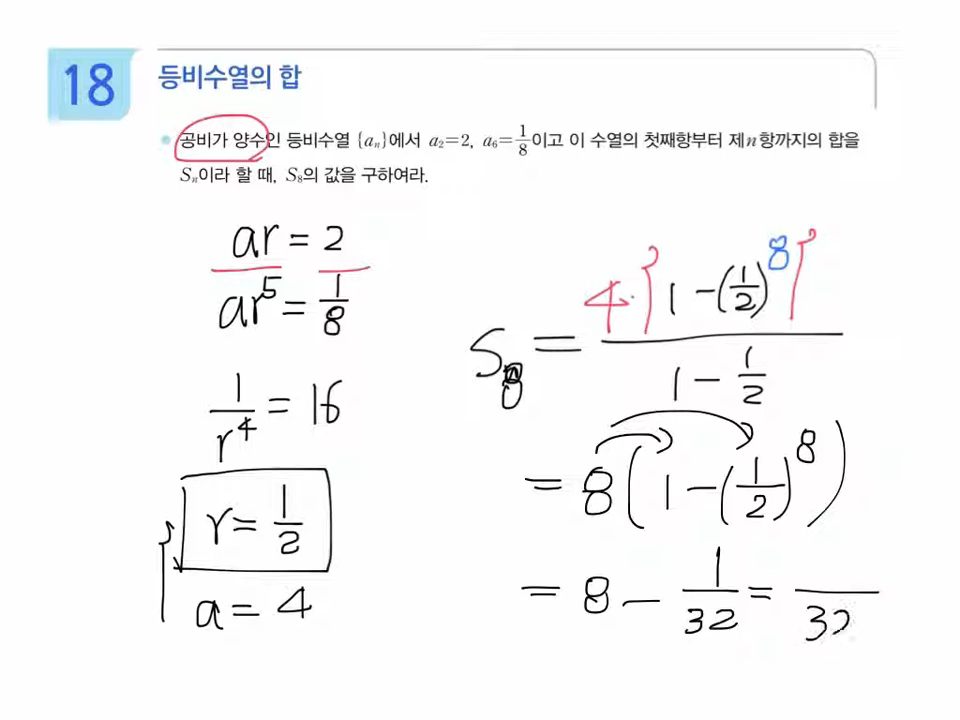 18 등비수열의 합
공비가 양수인 등비수열 {aₙ}에서 a₂=2, a₆=1/8이고 이 수열의 첫째항부터 제n항까지의 합을
Sₙ이라 할 때, S₈의 값을 구하여라.
ar = 2
ar⁵ = 1/8
1/r⁴ = 16
r = 1/2
a = 4
S₈ = 4·{1-(1/2)⁸} / (1 - 1/2)
= 8(1-(1/2)⁸)
= 8 - 1/32 = /32